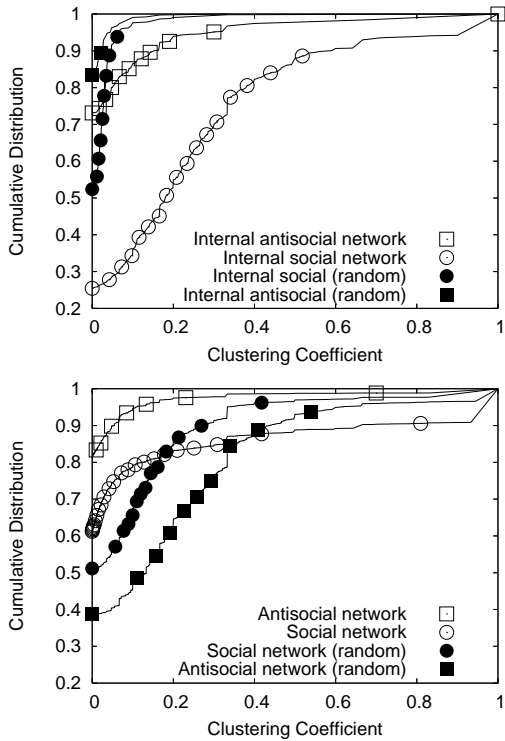 1
0.9
0.8
0.7
0.6
0.5
0.4
0.3
0.2
Cumulative Distribution
Internal antisocial network
Internal social network
Internal social (random)
Internal antisocial (random)
0 0.2 0.4 0.6 0.8 1
Clustering Coefficient
1
0.9
0.8
0.7
0.6
0.5
0.4
0.3
0.2
Cumulative Distribution
Antisocial network
Social network
Social network (random)
Antisocial network (random)
0 0.2 0.4 0.6 0.8 1
Clustering Coefficient